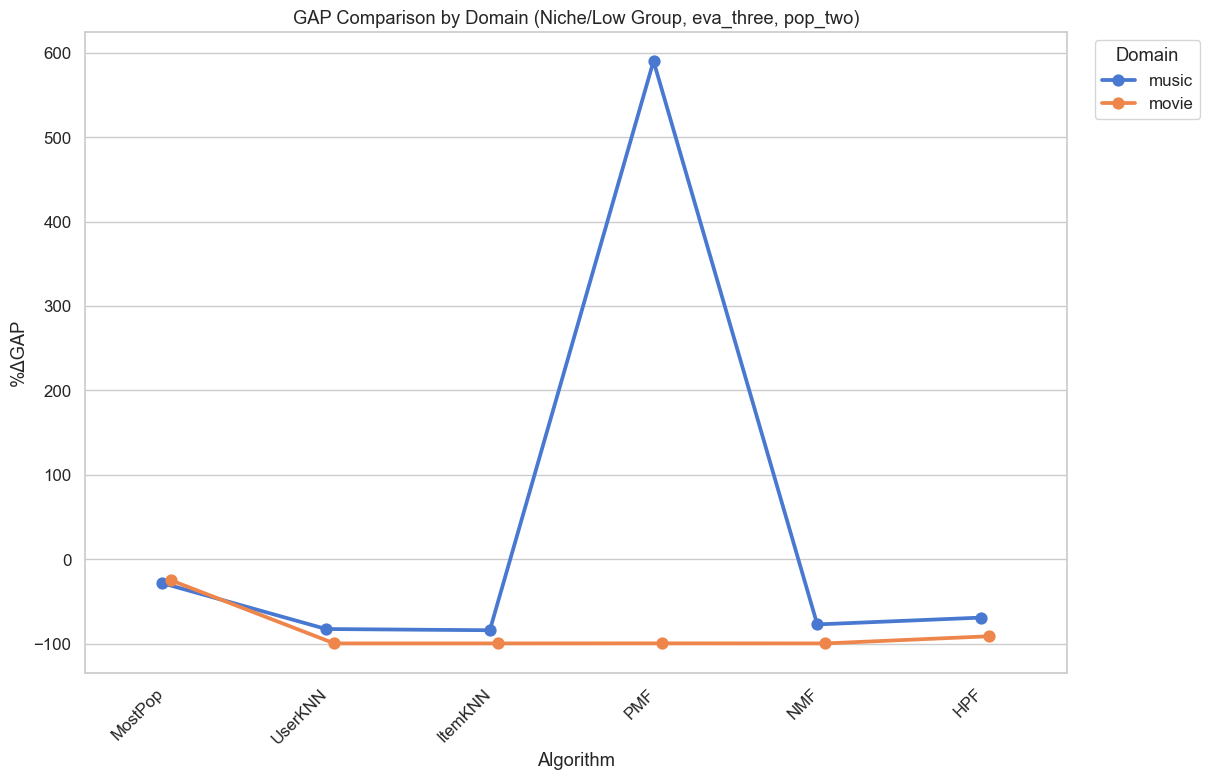 GAP Comparison by Domain (Niche/Low Group, eva_three, pop_two)
Domain
music
movie
600
500
400
300
200
100
0
−100
%ΔGAP
MostPop
UserKNN
ItemKNN
PMF
NMF
HPF
Algorithm